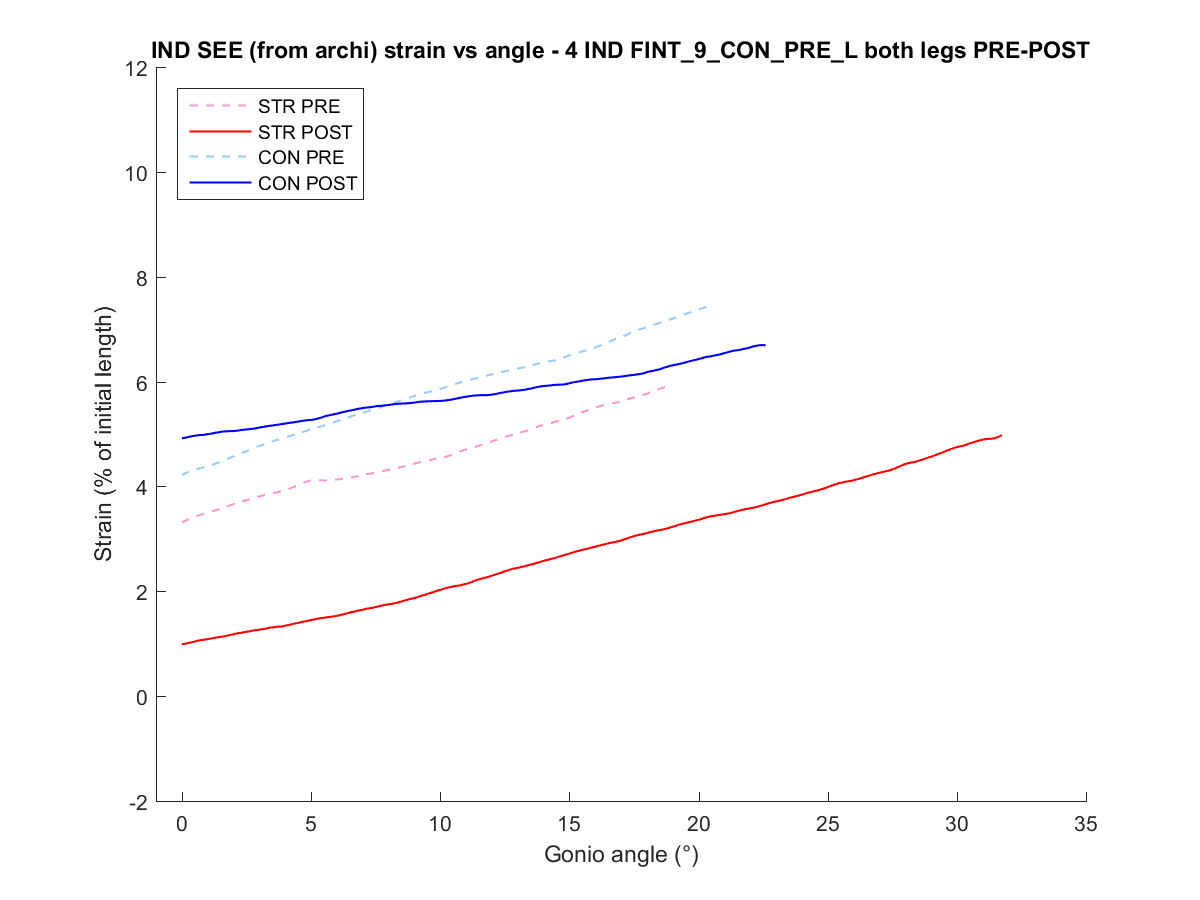 IND SEE (from archi) strain vs angle - 4 IND FINT_9_CON_PRE_L both legs PRE-POST
12
10
8
6
4
2
0
-2
Strain (% of initial length)
STR PRE
STR POST
CON PRE
CON POST
0 5 10 15 20 25 30 35
Gonio angle (°)